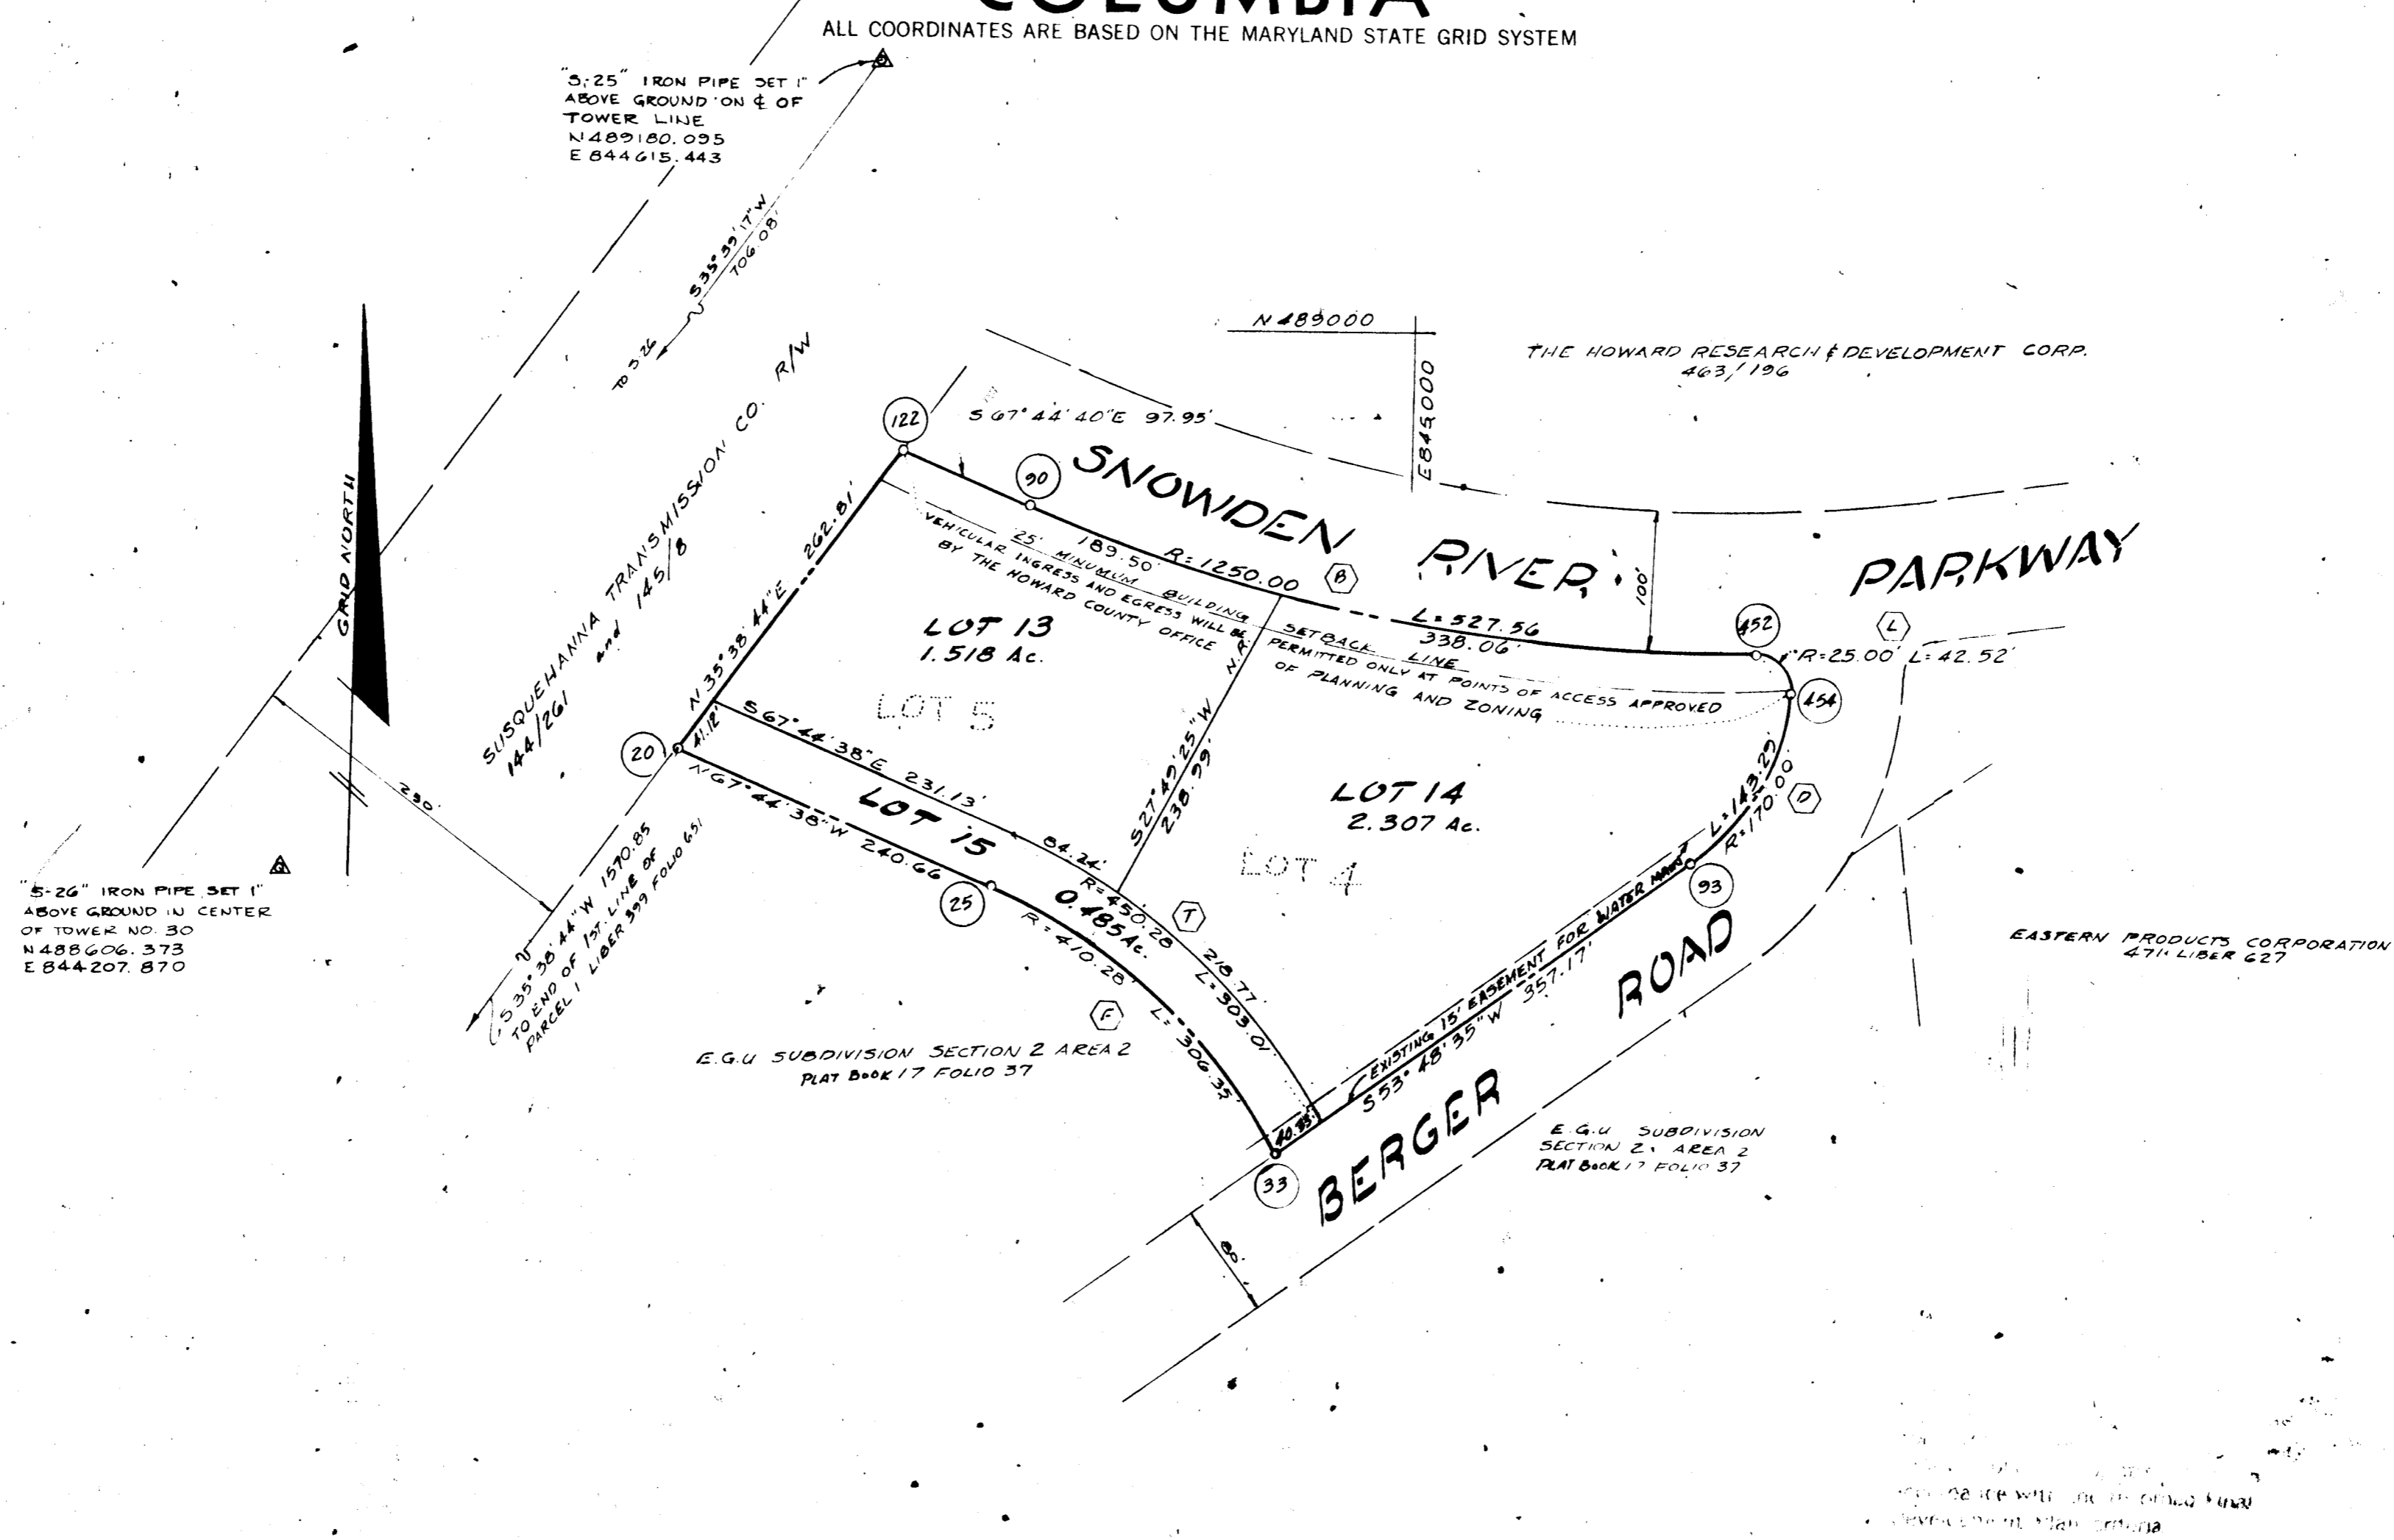 COLUMBIA
ALL COORDINATES ARE BASED ON THE MARYLAND STATE GRID SYSTEM
"S-25" IRON PIPE SET 1"
ABOVE GROUND ON ℄ OF
TOWER LINE
N489180.095
E 844615.443
S35°39'17"W
706.08'
TO S-26
N 489000
E845000
THE HOWARD RESEARCH & DEVELOPMENT CORP.
463/196
GRID NORTH
SUSQUEHANNA TRANSMISSION CO. R/W
144/261 and 145/8
122
S 67°44'40"E 97.95'
90
SNOWDEN RIVER PARKWAY
189.50'
R=1250.00
B
L=527.56
338.06'
100'
452
L
R=25.00' L=42.52'
454
25' MINUMUM BUILDING SETBACK LINE
VEHICULAR INGRESS AND EGRESS WILL BE PERMITTED ONLY AT POINTS OF ACCESS APPROVED
BY THE HOWARD COUNTY OFFICE OF PLANNING AND ZONING
N 35°38'44"E 262.81'
41.12'
20
LOT 13
1.518 Ac.
LOT 5
N.R.
S27°49'25"W
238.99'
LOT 14
2.307 Ac.
LOT 4
S67°44'38"E 231.13'
N67°44'38"W 240.66
LOT 15
0.485 Ac.
84.24'
R=450.28
218.77'
L=303.01'
T
25
R=410.28'
L=306.35'
F
L=143.29'
R=170.00
D
93
EXISTING 15' EASEMENT FOR WATER MAIN
S53°48'35"W 357.17'
33
BERGER ROAD
80'
230'
"S-26" IRON PIPE SET 1"
ABOVE GROUND IN CENTER
OF TOWER NO. 30
N488606.373
E844207.870
S35°38'44"W 1570.85
TO END OF 1ST. LINE OF
PARCEL 1 LIBER 399 FOLIO 651
E.G.U SUBDIVISION SECTION 2 AREA 2
PLAT BOOK 17 FOLIO 37
E.G.U SUBDIVISION
SECTION 2, AREA 2
PLAT BOOK 17 FOLIO 37
EASTERN PRODUCTS CORPORATION
471 LIBER 627